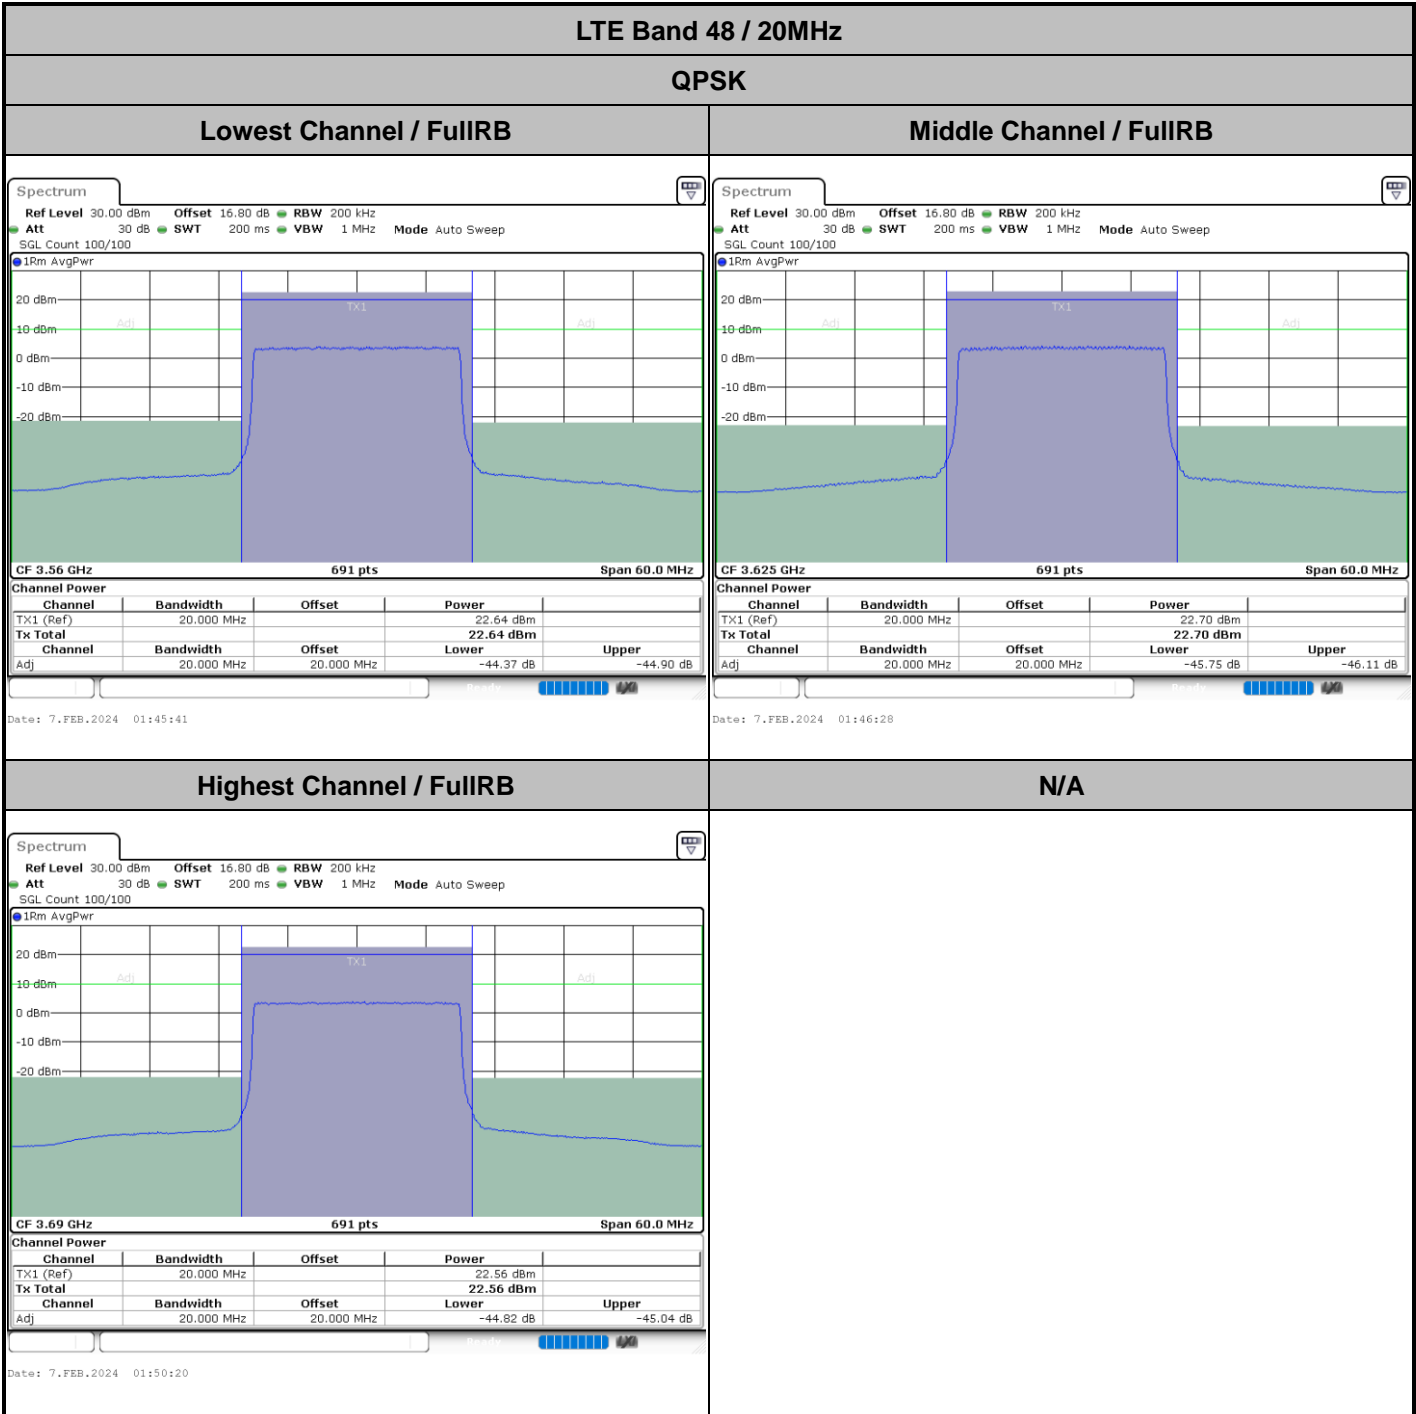 LTE Band 48 / 20MHz
QPSK
Lowest Channel / FullRB
Middle Channel / FullRB
Spectrum
Ref Level 30.00 dBm Offset 16.80 dB RBW 200 kHz
Att 30 dB SWT 200 ms VBW 1 MHz Mode Auto Sweep
SGL Count 100/100
1Rm AvgPwr
TX1
Adj
Adj
20 dBm
10 dBm
0 dBm
-10 dBm
-20 dBm
CF 3.56 GHz 691 pts Span 60.0 MHz
Channel Power
Channel Bandwidth Offset Power
TX1 (Ref) 20.000 MHz 22.64 dBm
Tx Total 22.64 dBm
Channel Bandwidth Offset Lower Upper
Adj 20.000 MHz 20.000 MHz -44.37 dB -44.90 dB
Ready
Date: 7.FEB.2024 01:45:41
Spectrum
Ref Level 30.00 dBm Offset 16.80 dB RBW 200 kHz
Att 30 dB SWT 200 ms VBW 1 MHz Mode Auto Sweep
SGL Count 100/100
1Rm AvgPwr
TX1
Adj
Adj
20 dBm
10 dBm
0 dBm
-10 dBm
-20 dBm
CF 3.625 GHz 691 pts Span 60.0 MHz
Channel Power
Channel Bandwidth Offset Power
TX1 (Ref) 20.000 MHz 22.70 dBm
Tx Total 22.70 dBm
Channel Bandwidth Offset Lower Upper
Adj 20.000 MHz 20.000 MHz -45.75 dB -46.11 dB
Ready
Date: 7.FEB.2024 01:46:28
Highest Channel / FullRB
N/A
Spectrum
Ref Level 30.00 dBm Offset 16.80 dB RBW 200 kHz
Att 30 dB SWT 200 ms VBW 1 MHz Mode Auto Sweep
SGL Count 100/100
1Rm AvgPwr
TX1
Adj
Adj
20 dBm
10 dBm
0 dBm
-10 dBm
-20 dBm
CF 3.69 GHz 691 pts Span 60.0 MHz
Channel Power
Channel Bandwidth Offset Power
TX1 (Ref) 20.000 MHz 22.56 dBm
Tx Total 22.56 dBm
Channel Bandwidth Offset Lower Upper
Adj 20.000 MHz 20.000 MHz -44.82 dB -45.04 dB
Ready
Date: 7.FEB.2024 01:50:20